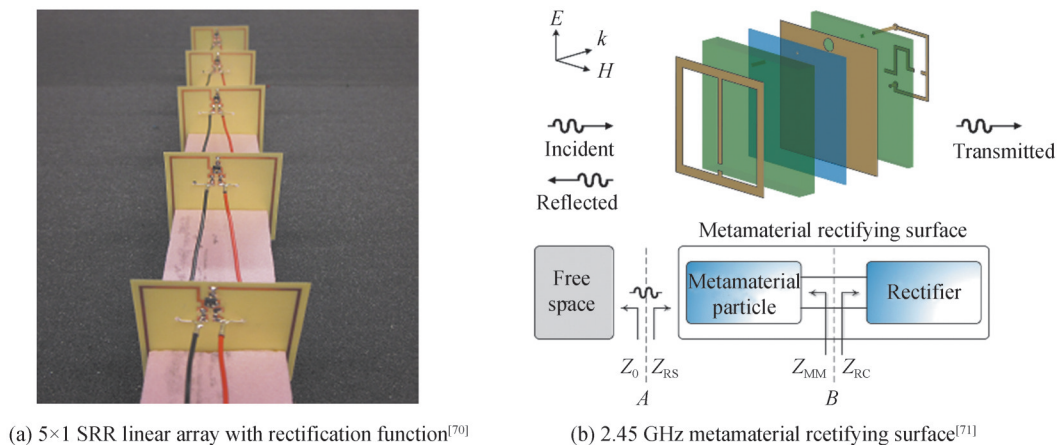 E
k
H
Incident
Reflected
Transmitted
Metamaterial rectifying surface
Free
space
Metamaterial
particle
Rectifier
Z0 ZRS ZMM ZRC
A B
(a) 5×1 SRR linear array with rectification function[70]
(b) 2.45 GHz metamaterial rcetifying surface[71]